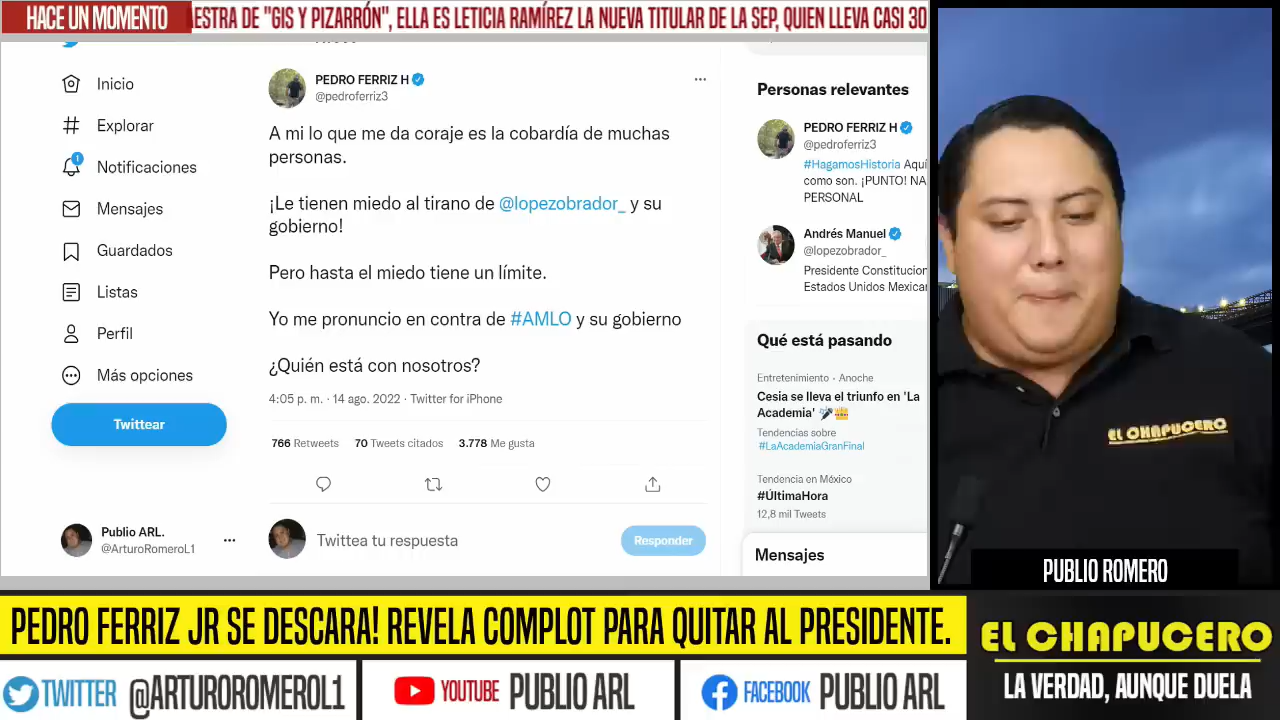 HACE UN MOMENTO
ESTRA DE "GIS Y PIZARRÓN", ELLA ES LETICIA RAMÍREZ LA NUEVA TITULAR DE LA SEP, QUIEN LLEVA CASI 30
Inicio
Explorar
1
Notificaciones
Mensajes
Guardados
Listas
Perfil
Más opciones
Twittear
Publio ARL.
@ArturoRomeroL1
PEDRO FERRIZ H
@pedroferriz3
A mi lo que me da coraje es la cobardía de muchas
personas.
¡Le tienen miedo al tirano de @lopezobrador_ y su
gobierno!
Pero hasta el miedo tiene un límite.
Yo me pronuncio en contra de #AMLO y su gobierno
¿Quién está con nosotros?
4:05 p. m. · 14 ago. 2022 · Twitter for iPhone
766 Retweets 70 Tweets citados 3.778 Me gusta
Twittea tu respuesta
Responder
Personas relevantes
PEDRO FERRIZ H
@pedroferriz3
#HagamosHistoria Aquí
como son. ¡PUNTO! NA
PERSONAL
Andrés Manuel
@lopezobrador_
Presidente Constitucion
Estados Unidos Mexican
Qué está pasando
Entretenimiento · Anoche
Cesia se lleva el triunfo en 'La
Academia'
Tendencias sobre
#LaAcademiaGranFinal
Tendencia en México
#ÚltimaHora
12,8 mil Tweets
Mensajes
EL CHAPUCERO
PUBLIO ROMERO
PEDRO FERRIZ JR SE DESCARA! REVELA COMPLOT PARA QUITAR AL PRESIDENTE.
TWITTER @ARTUROROMEROL1
YOUTUBE PUBLIO ARL
FACEBOOK PUBLIO ARL
EL CHAPUCERO
LA VERDAD, AUNQUE DUELA